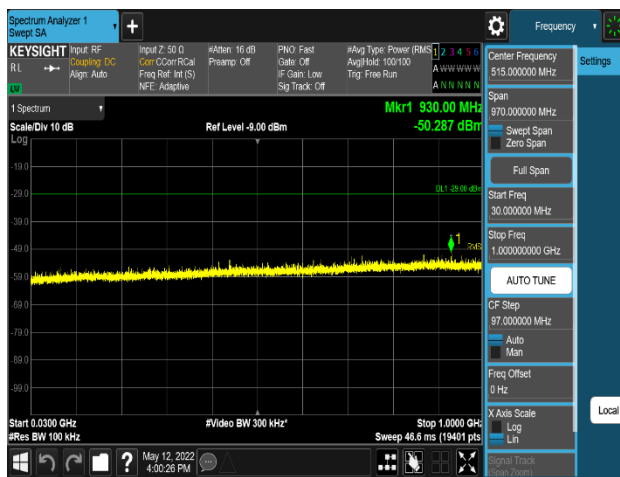 Spectrum Analyzer 1
Swept SA
+
Frequency
KEYSIGHT
Input: RF
Input Z: 50 Ω
#Atten: 16 dB
PNO: Fast
#Avg Type: Power (RMS
1 2 3 4 5 6
R L
Coupling: DC
Corr CCorr RCal
Preamp: Off
Gate: Off
Avg|Hold: 100/100
A W W W W W
Align: Auto
Freq Ref: Int (S)
IF Gain: Low
Trig: Free Run
NFE: Adaptive
Sig Track: Off
A N N N N N
LXI
1 Spectrum
Mkr1 930.00 MHz
Scale/Div 10 dB
Ref Level -9.00 dBm
-50.287 dBm
Log
-19.0
-29.0
DL1 -29.00 dBm
-39.0
1
RMS
-49.0
-59.0
-69.0
-79.0
-89.0
-99.0
Start 0.0300 GHz
#Video BW 300 kHz*
Stop 1.0000 GHz
#Res BW 100 kHz
Sweep 46.6 ms (19401 pts
?
May 12, 2022
4:00:26 PM
Center Frequency
515.000000 MHz
Settings
Span
970.000000 MHz
Swept Span
Zero Span
Full Span
Start Freq
30.000000 MHz
Stop Freq
1.000000000 GHz
AUTO TUNE
CF Step
97.000000 MHz
Auto
Man
Freq Offset
0 Hz
X Axis Scale
Log
Lin
Local
Signal Track
(Span Zoom)